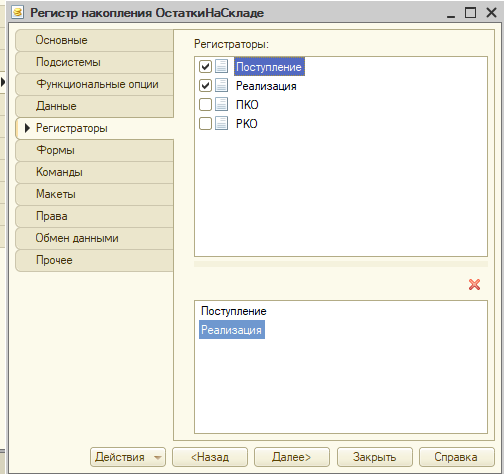 Регистр накопления ОстаткиНаСкладе
Основные
Подсистемы
Функциональные опции
Данные
Регистраторы
Формы
Команды
Макеты
Права
Обмен данными
Прочее
Регистраторы:
Поступление
Реализация
ПКО
РКО
Поступление
Реализация
Действия
<Назад
Далее>
Закрыть
Справка